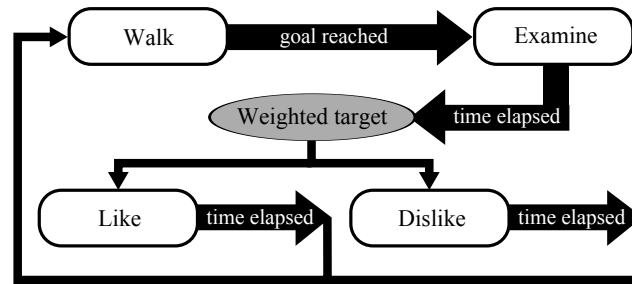 Walk
goal reached
Examine
Weighted target
time elapsed
Like
time elapsed
Dislike
time elapsed